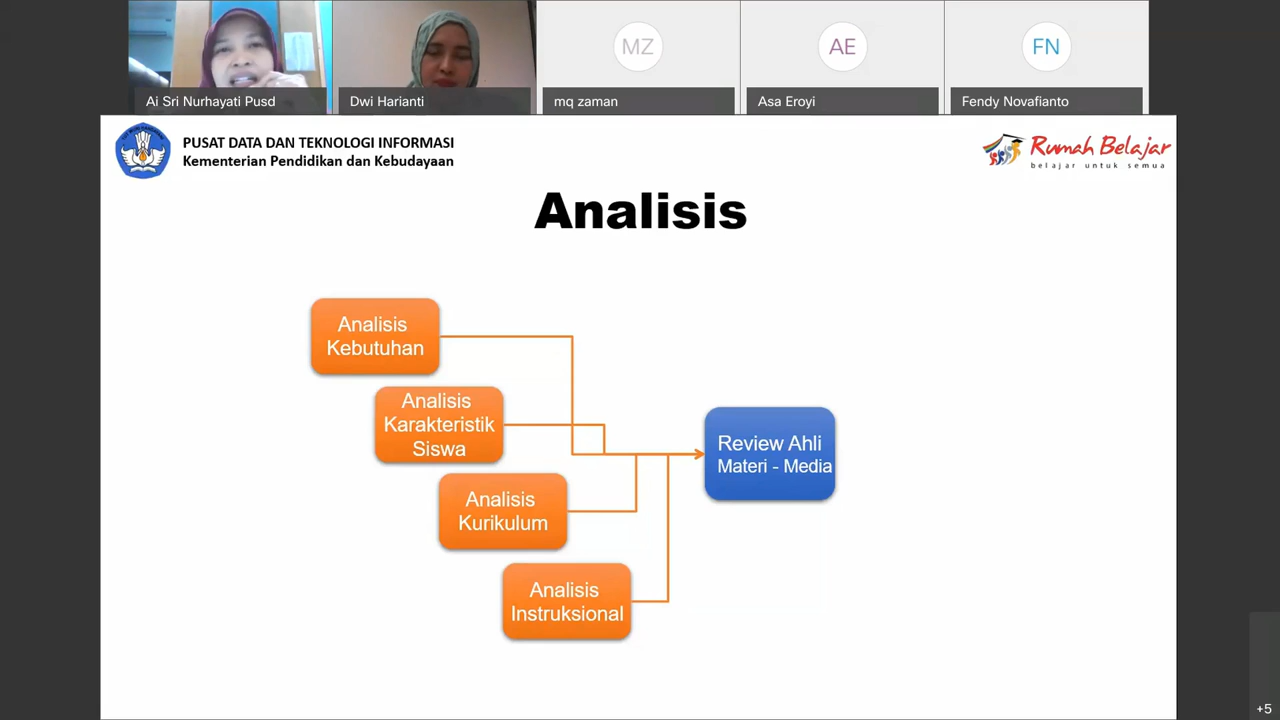 MZ
AE
FN
Ai Sri Nurhayati Pusd
Dwi Harianti
mq zaman
Asa Eroyi
Fendy Novafianto
PUSAT DATA DAN TEKNOLOGI INFORMASI
Kementerian Pendidikan dan Kebudayaan
Rumah Belajar
belajar untuk semua
Analisis
Analisis
Kebutuhan
Analisis
Karakteristik
Siswa
Analisis
Kurikulum
Analisis
Instruksional
Review Ahli
Materi - Media
+5